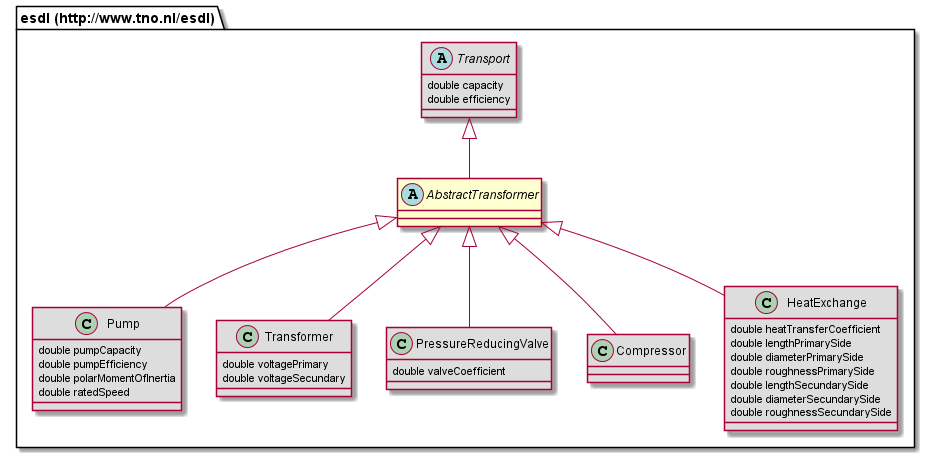 esdl (http://www.tno.nl/esdl)
A Transport
double capacity
double efficiency
A AbstractTransformer
C Pump
double pumpCapacity
double pumpEfficiency
double polarMomentOfInertia
double ratedSpeed
C Transformer
double voltagePrimary
double voltageSecundary
C PressureReducingValve
double valveCoefficient
C Compressor
C HeatExchange
double heatTransferCoefficient
double lengthPrimarySide
double diameterPrimarySide
double roughnessPrimarySide
double lengthSecundarySide
double diameterSecundarySide
double roughnessSecundarySide